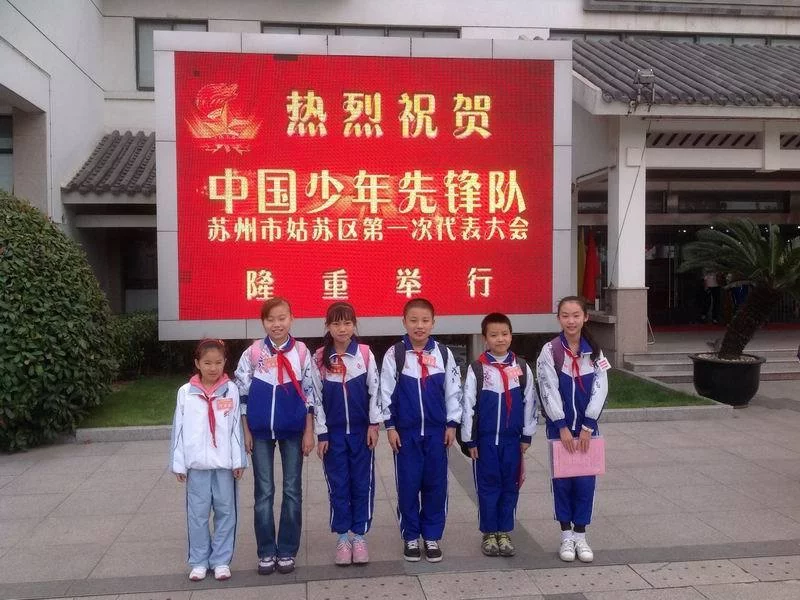 热烈祝贺
中国少年先锋队
苏州市姑苏区第一次代表大会
隆重举行